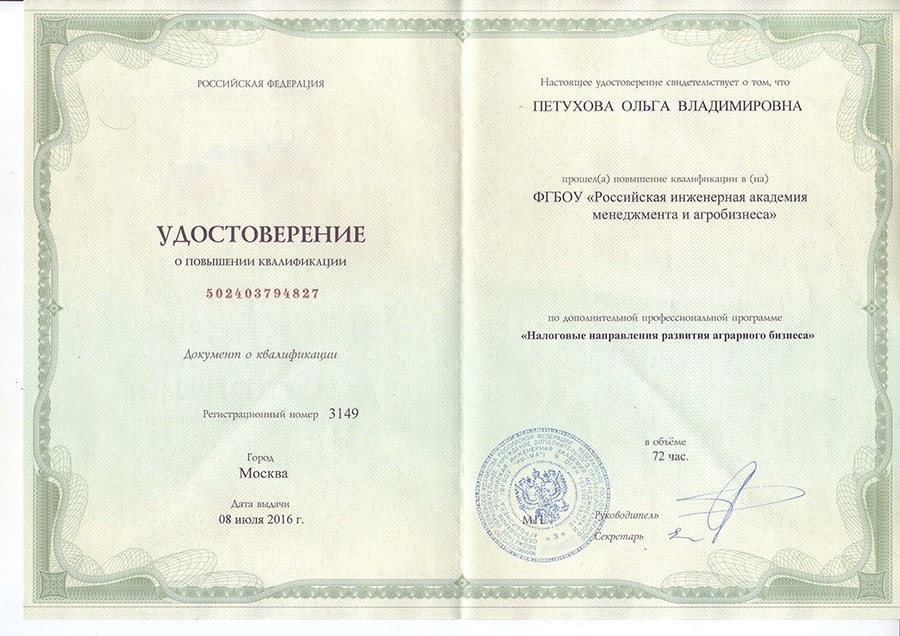 РОССИЙСКАЯ ФЕДЕРАЦИЯ
УДОСТОВЕРЕНИЕ
О ПОВЫШЕНИИ КВАЛИФИКАЦИИ
502403794827
Документ о квалификации
Регистрационный номер 3149
Город
Москва
Дата выдачи
08 июля 2016 г.
Настоящее удостоверение свидетельствует о том, что
ПЕТУХОВА ОЛЬГА ВЛАДИМИРОВНА
прошел(а) повышение квалификации в (на)
ФГБОУ «Российская инженерная академия
менеджмента и агробизнеса»
по дополнительной профессиональной программе
«Налоговые направления развития аграрного бизнеса»
в объёме
72 час.
М.П.
Руководитель
Секретарь